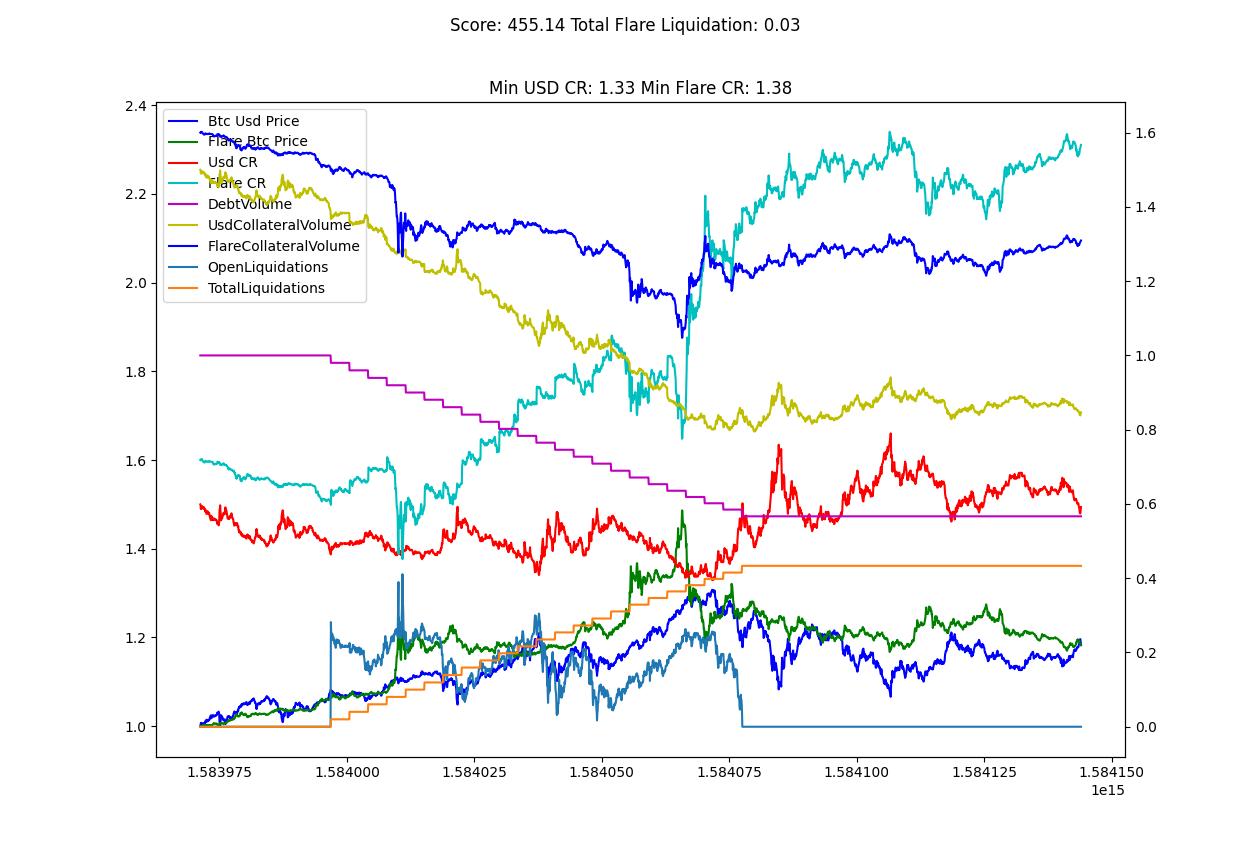 Score: 455.14 Total Flare Liquidation: 0.03
Min USD CR: 1.33 Min Flare CR: 1.38
2.4
2.2
2.0
1.8
1.6
1.4
1.2
1.0
Btc Usd Price
Flare Btc Price
Usd CR
Flare CR
DebtVolume
UsdCollateralVolume
FlareCollateralVolume
OpenLiquidations
TotalLiquidations
1.6
1.4
1.2
1.0
0.8
0.6
0.4
0.2
0.0
1.583975 1.584000 1.584025 1.584050 1.584075 1.584100 1.584125 1.584150
1e15